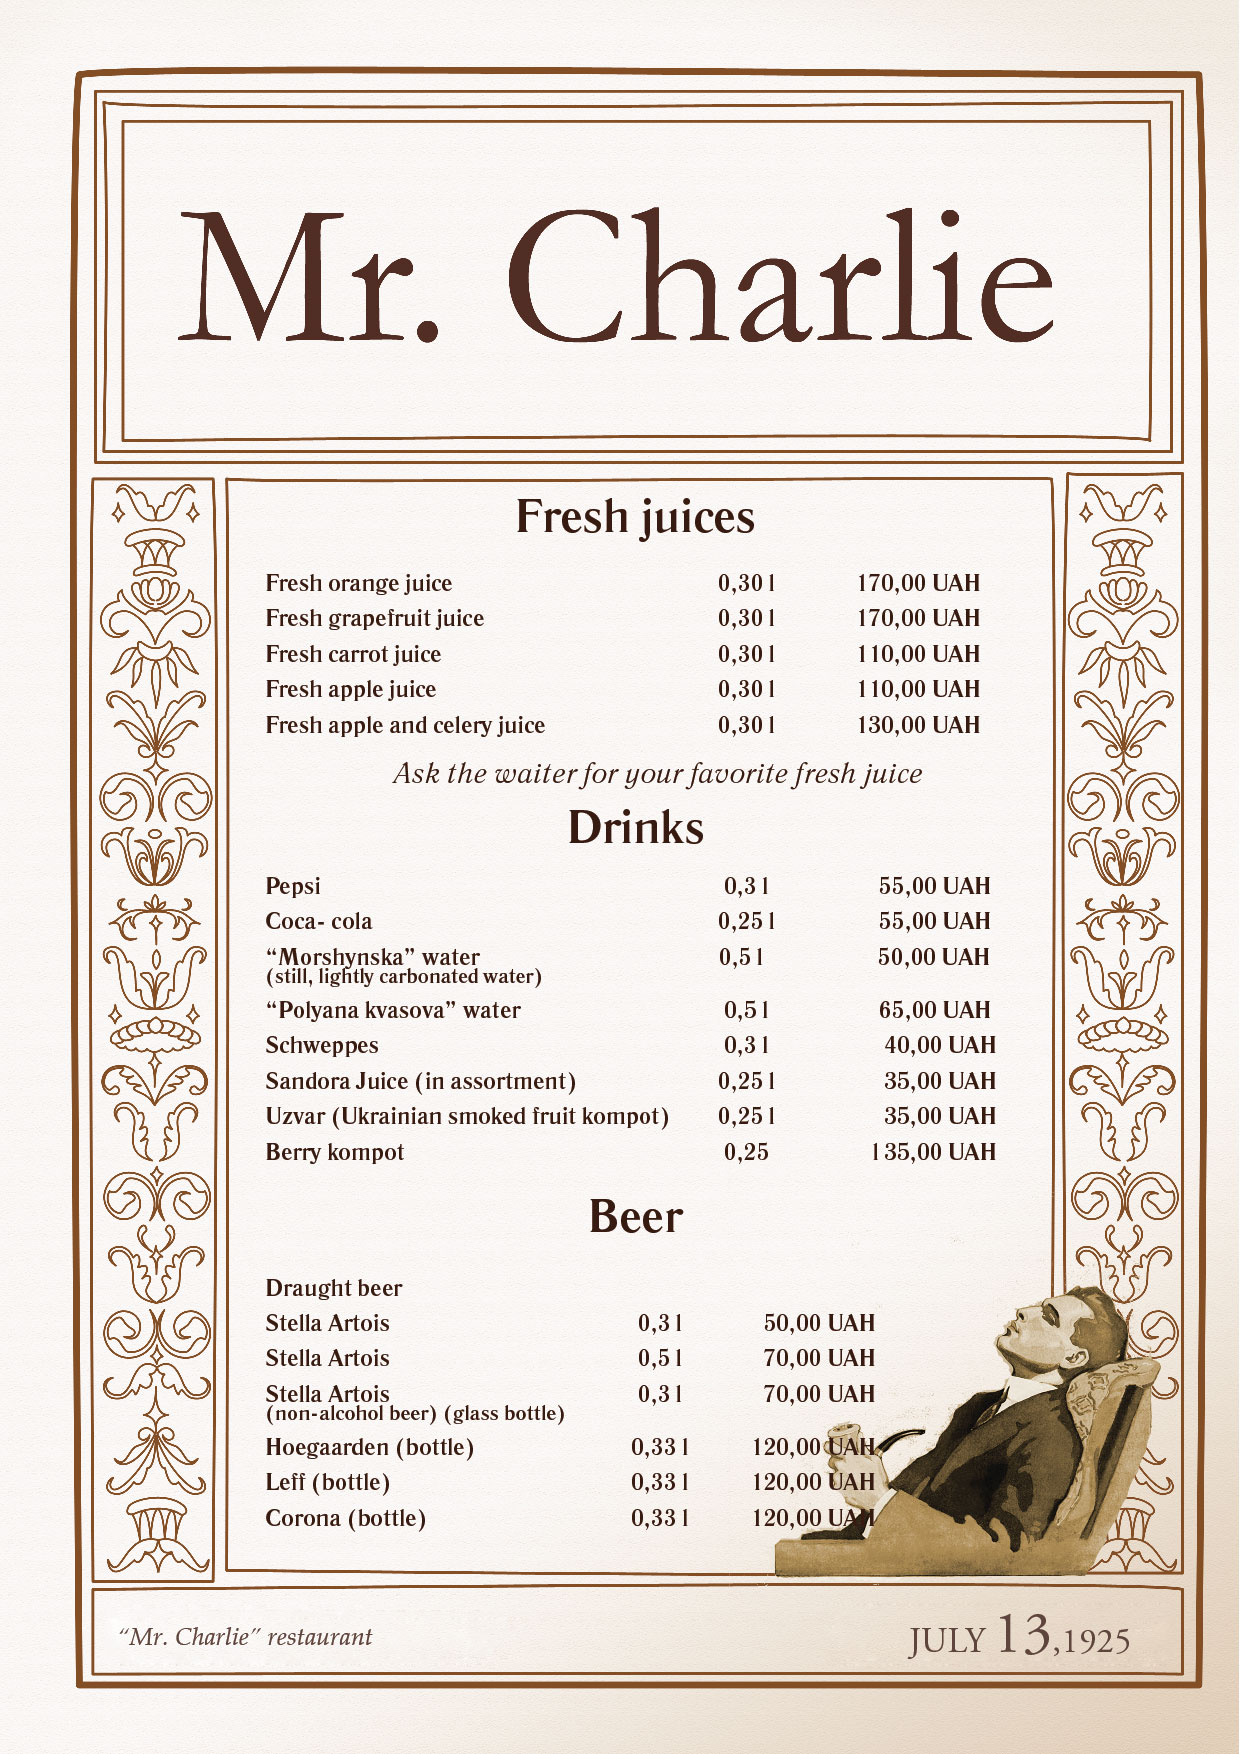 Mr. Charlie
Fresh juices
Fresh orange juice 0,30 l 170,00 UAH
Fresh grapefruit juice 0,30 l 170,00 UAH
Fresh carrot juice 0,30 l 110,00 UAH
Fresh apple juice 0,30 l 110,00 UAH
Fresh apple and celery juice 0,30 l 130,00 UAH
Ask the waiter for your favorite fresh juice
Drinks
Pepsi 0,3 l 55,00 UAH
Coca- cola 0,25 l 55,00 UAH
“Morshynska” water 0,5 l 50,00 UAH
(still, lightly carbonated water)
“Polyana kvasova” water 0,5 l 65,00 UAH
Schweppes 0,3 l 40,00 UAH
Sandora Juice (in assortment) 0,25 l 35,00 UAH
Uzvar (Ukrainian smoked fruit kompot) 0,25 l 35,00 UAH
Berry kompot 0,25 135,00 UAH
Beer
Draught beer
Stella Artois 0,3 l 50,00 UAH
Stella Artois 0,5 l 70,00 UAH
Stella Artois 0,3 l 70,00 UAH
(non-alcohol beer) (glass bottle)
Hoegaarden (bottle) 0,33 l 120,00 UAH
Leff (bottle) 0,33 l 120,00 UAH
Corona (bottle) 0,33 l 120,00 UAH
“Mr. Charlie” restaurant
JULY 13,1925